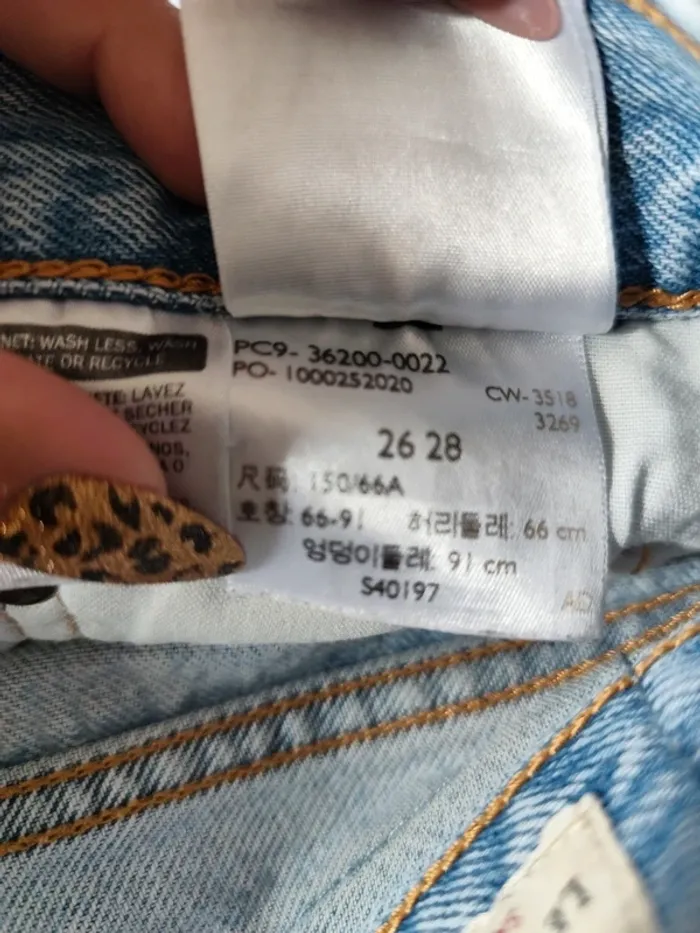 NET: WASH LESS, WASH
OR RECYCLE
LAVEZ
SECHER
PC9- 36200-0022
PO- 1000252020
CW-3518
3269
26 28
尺码: 150/66A
호칭: 66-91 허리둘레: 66 cm
엉덩이둘레: 91 cm
S40197